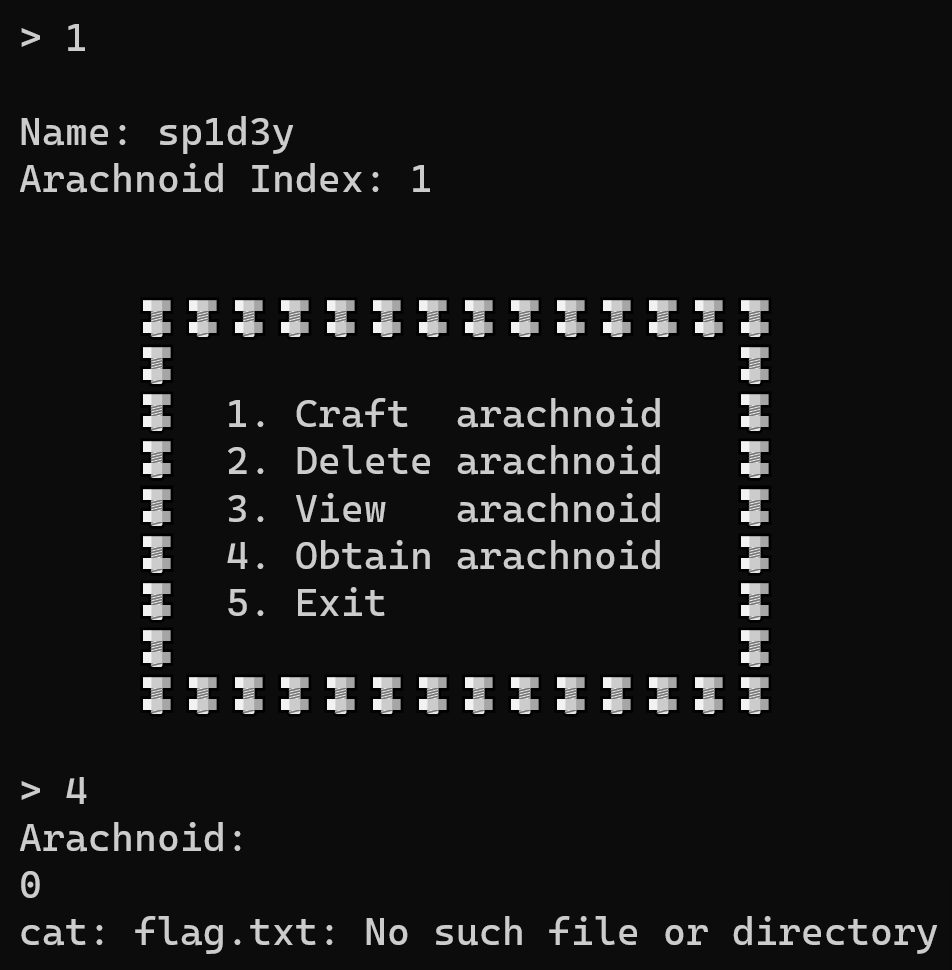 > 1
Name: sp1d3y
Arachnoid Index: 1
1. Craft  arachnoid
2. Delete arachnoid
3. View   arachnoid
4. Obtain arachnoid
5. Exit
> 4
Arachnoid:
0
cat: flag.txt: No such file or directory